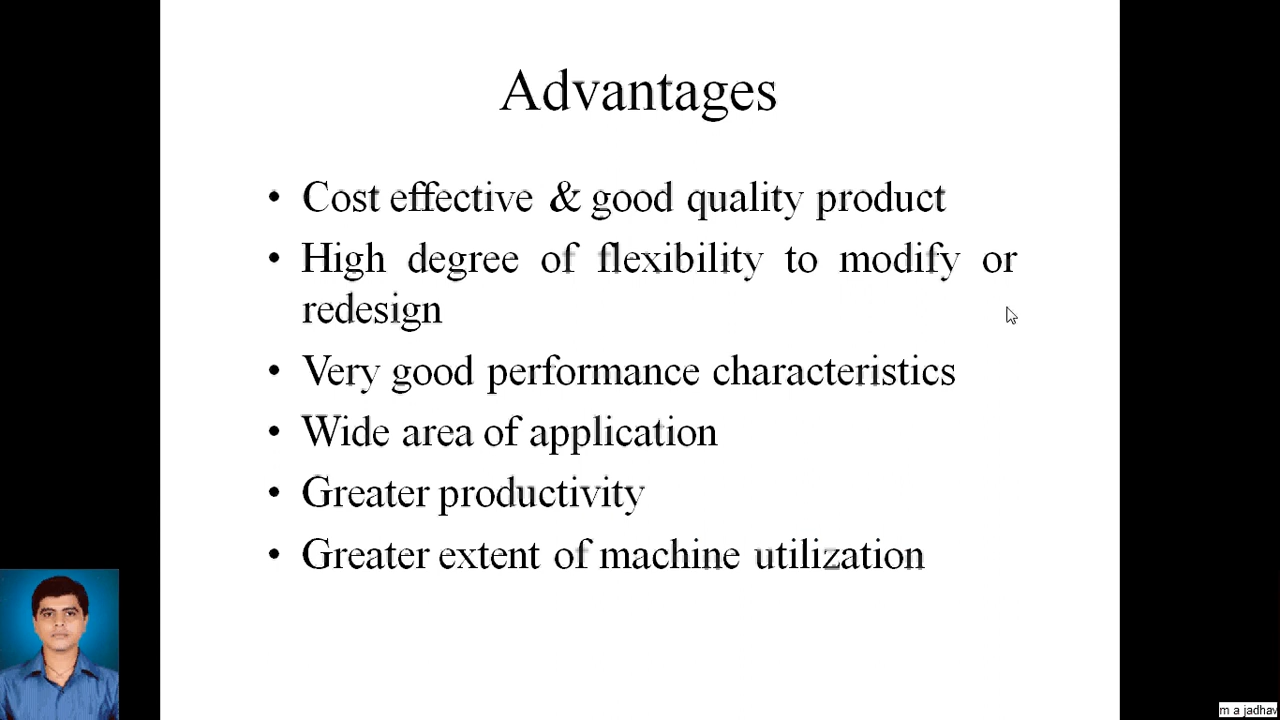 Advantages
• Cost effective & good quality product
• High degree of flexibility to modify or
redesign
• Very good performance characteristics
• Wide area of application
• Greater productivity
• Greater extent of machine utilization
m a jadhav